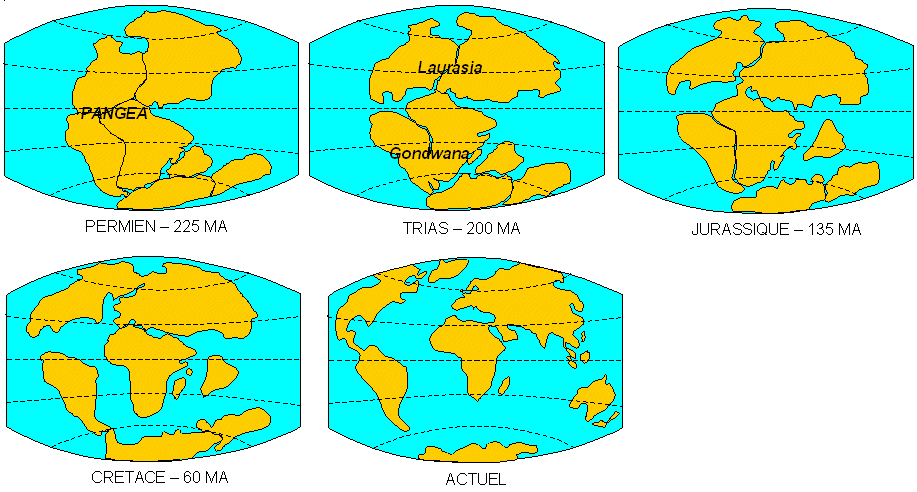 PANGEA
Laurasia
Gondwana
PERMIEN – 225 MA
TRIAS – 200 MA
JURASSIQUE – 135 MA
CRETACE – 60 MA
ACTUEL